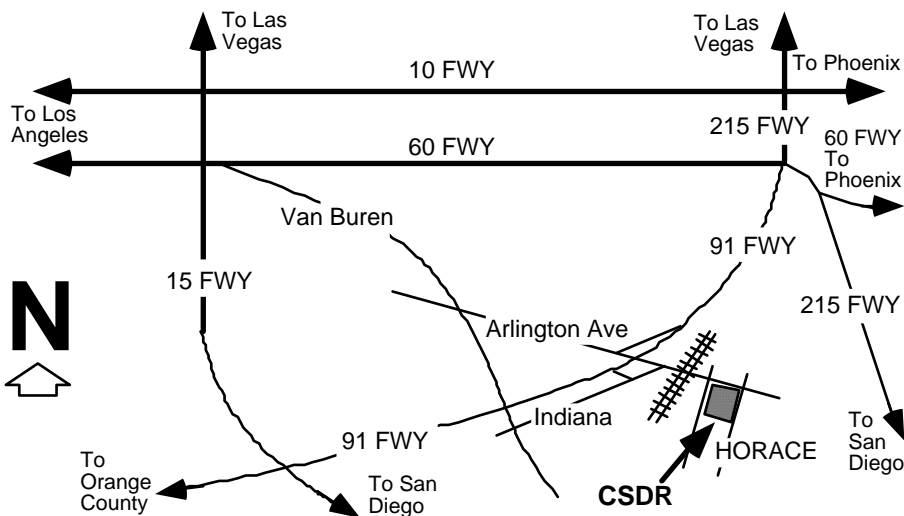 To Las
Vegas
To Las
Vegas
10 FWY
To Phoenix
To Los
Angeles
215 FWY
60 FWY
60 FWY
To
Phoenix
Van Buren
91 FWY
15 FWY
N
215 FWY
Arlington Ave
Indiana
91 FWY
HORACE
To
San
Diego
To
Orange
County
To San
Diego
CSDR